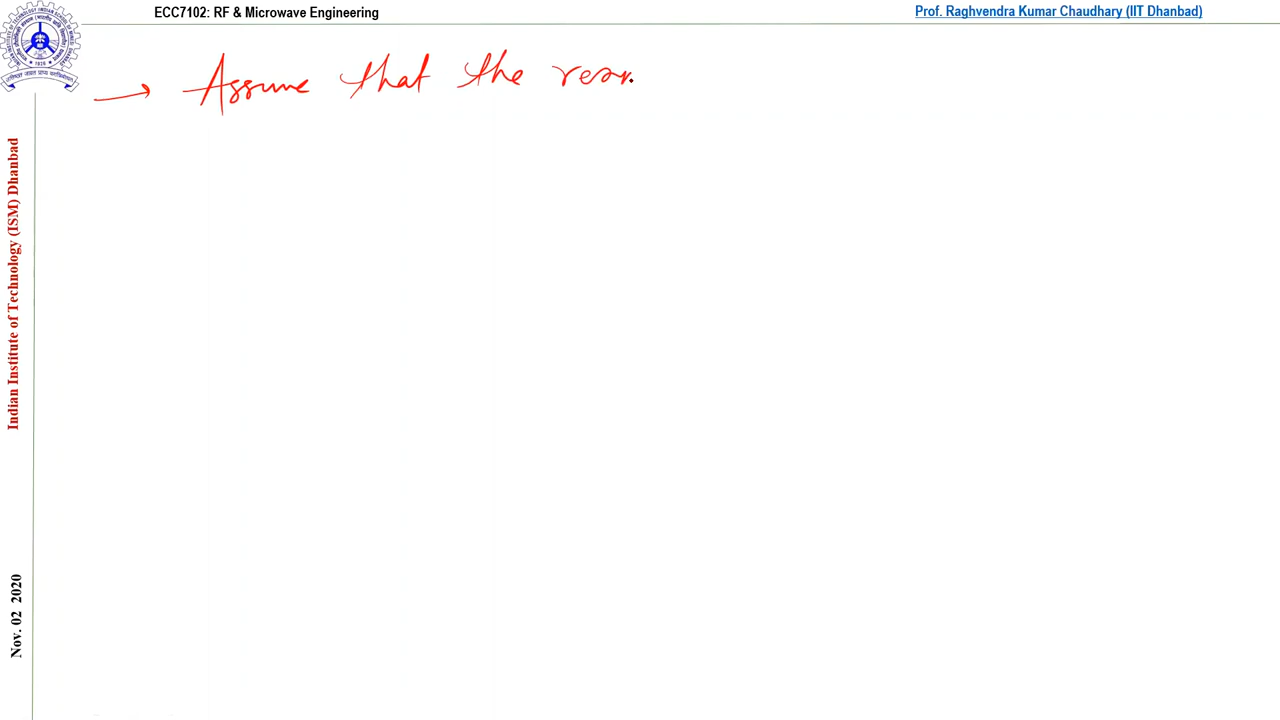 ECC7102: RF & Microwave Engineering
Prof. Raghvendra Kumar Chaudhary (IIT Dhanbad)
→ Assume that the
Indian Institute of Technology (ISM) Dhanbad
Nov. 02 2020